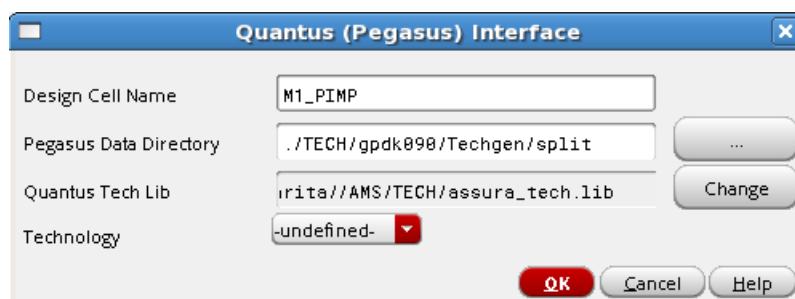 Quantus (Pegasus) Interface
Design Cell Name M1_PIMP
Pegasus Data Directory ./TECH/gpdk090/Techgen/split ...
Quantus Tech Lib ırita//AMS/TECH/assura_tech.lib Change
Technology -undefined-
OK Cancel Help